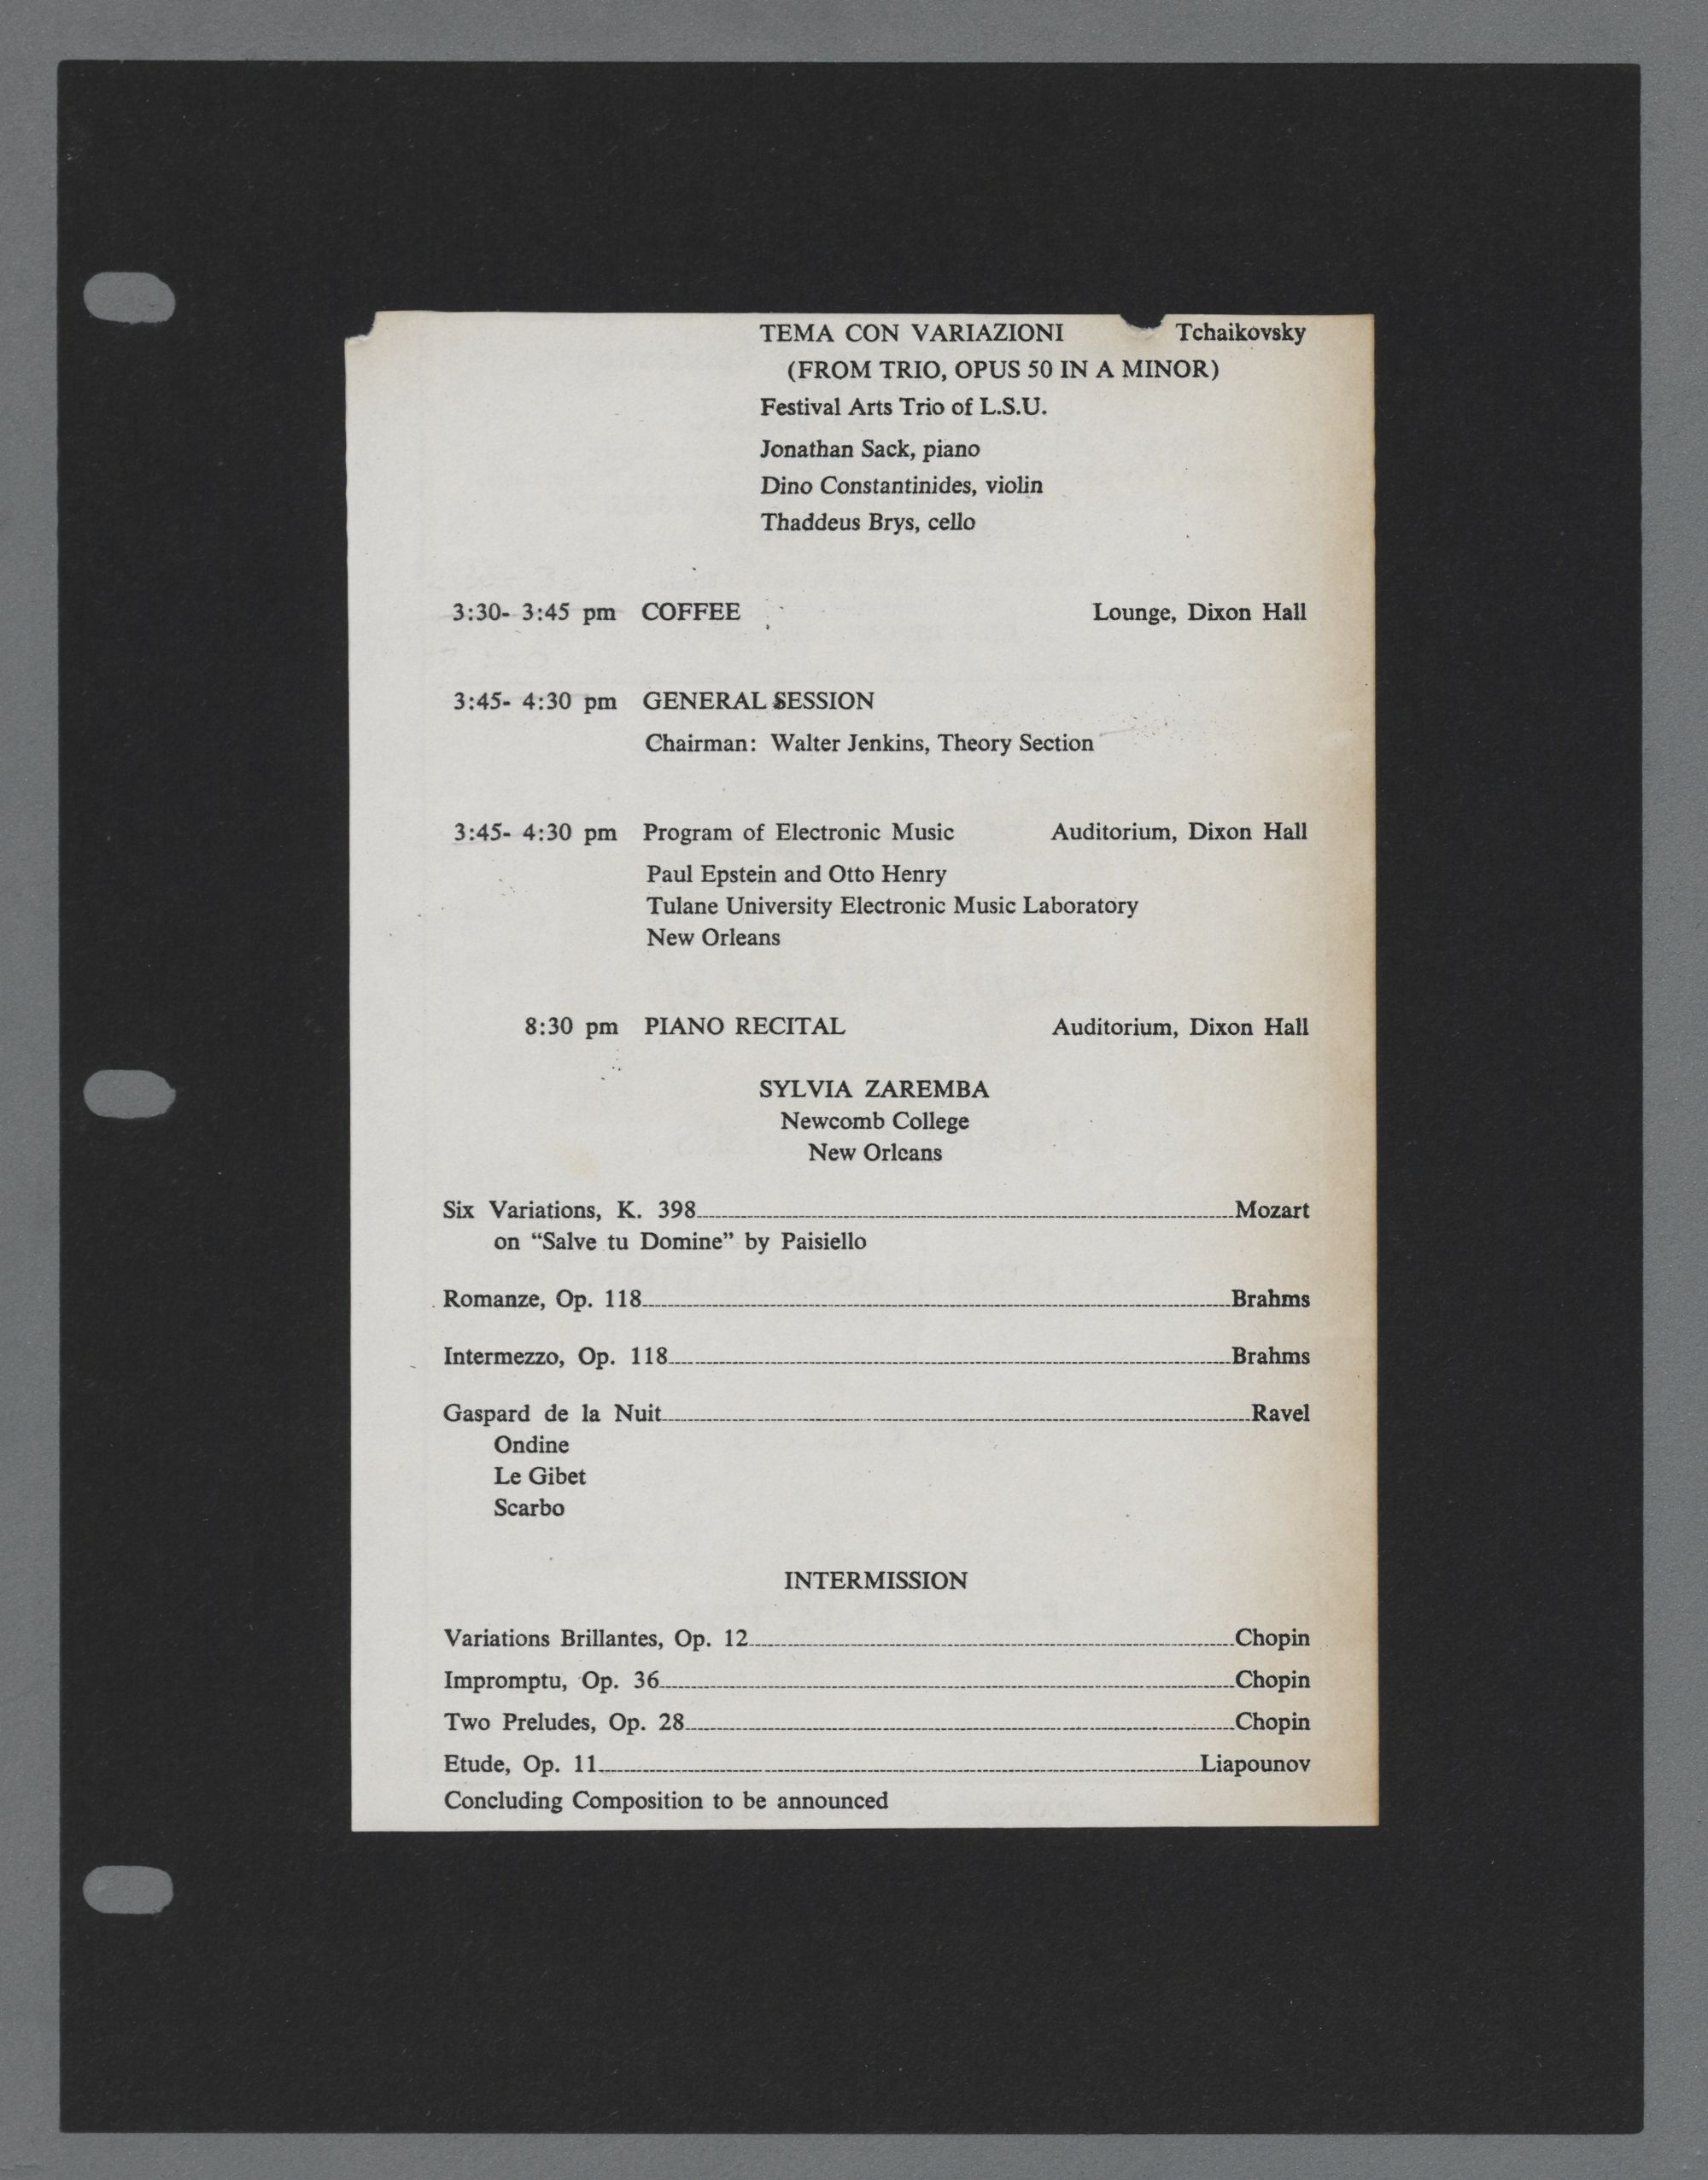 TEMA CON VARIAZIONI Tchaikovsky
(FROM TRIO, OPUS 50 IN A MINOR)
Festival Arts Trio of L.S.U.
Jonathan Sack, piano
Dino Constantinides, violin
Thaddeus Brys, cello
3:30- 3:45 pm COFFEE Lounge, Dixon Hall
3:45- 4:30 pm GENERAL SESSION
Chairman: Walter Jenkins, Theory Section
3:45- 4:30 pm Program of Electronic Music Auditorium, Dixon Hall
Paul Epstein and Otto Henry
Tulane University Electronic Music Laboratory
New Orleans
8:30 pm PIANO RECITAL Auditorium, Dixon Hall
SYLVIA ZAREMBA
Newcomb College
New Orleans
Six Variations, K. 398 Mozart
on “Salve tu Domine” by Paisiello
Romanze, Op. 118 Brahms
Intermezzo, Op. 118 Brahms
Gaspard de la Nuit Ravel
Ondine
Le Gibet
Scarbo
INTERMISSION
Variations Brillantes, Op. 12 Chopin
Impromptu, Op. 36 Chopin
Two Preludes, Op. 28 Chopin
Etude, Op. 11 Liapounov
Concluding Composition to be announced